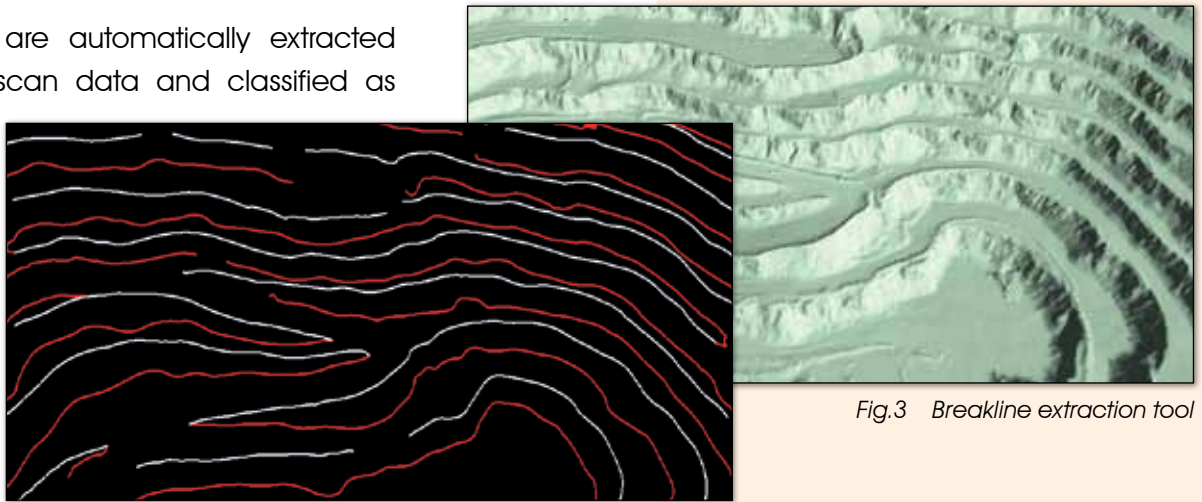 are automatically extracted
scan data and classified as
Fig.3 Breakline extraction tool